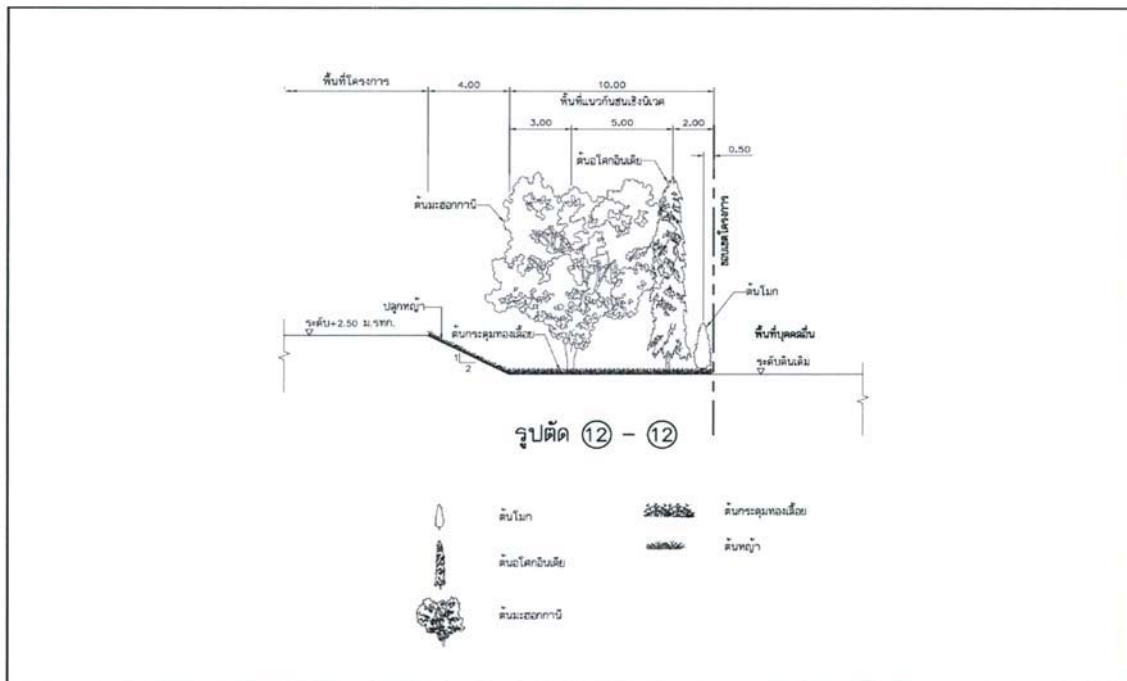 พื้นที่โครงการ
4.00
10.00
พื้นที่แนวกันชนเชิงนิเวศ
3.00
5.00
2.00
0.50
ต้นอโศกอินเดีย
ต้นมะฮอกกานี
ขอบเขตโครงการ
ต้นโมก
ปลูกหญ้า
ระดับ+2.50 ม.รทก.
ต้นกระดุมทองเลื้อย
พื้นที่บุคคลอื่น
1
2
ระดับดินเดิม
รูปตัด 12 - 12
ต้นโมก
ต้นกระดุมทองเลื้อย
ต้นอโศกอินเดีย
ต้นหญ้า
ต้นมะฮอกกานี